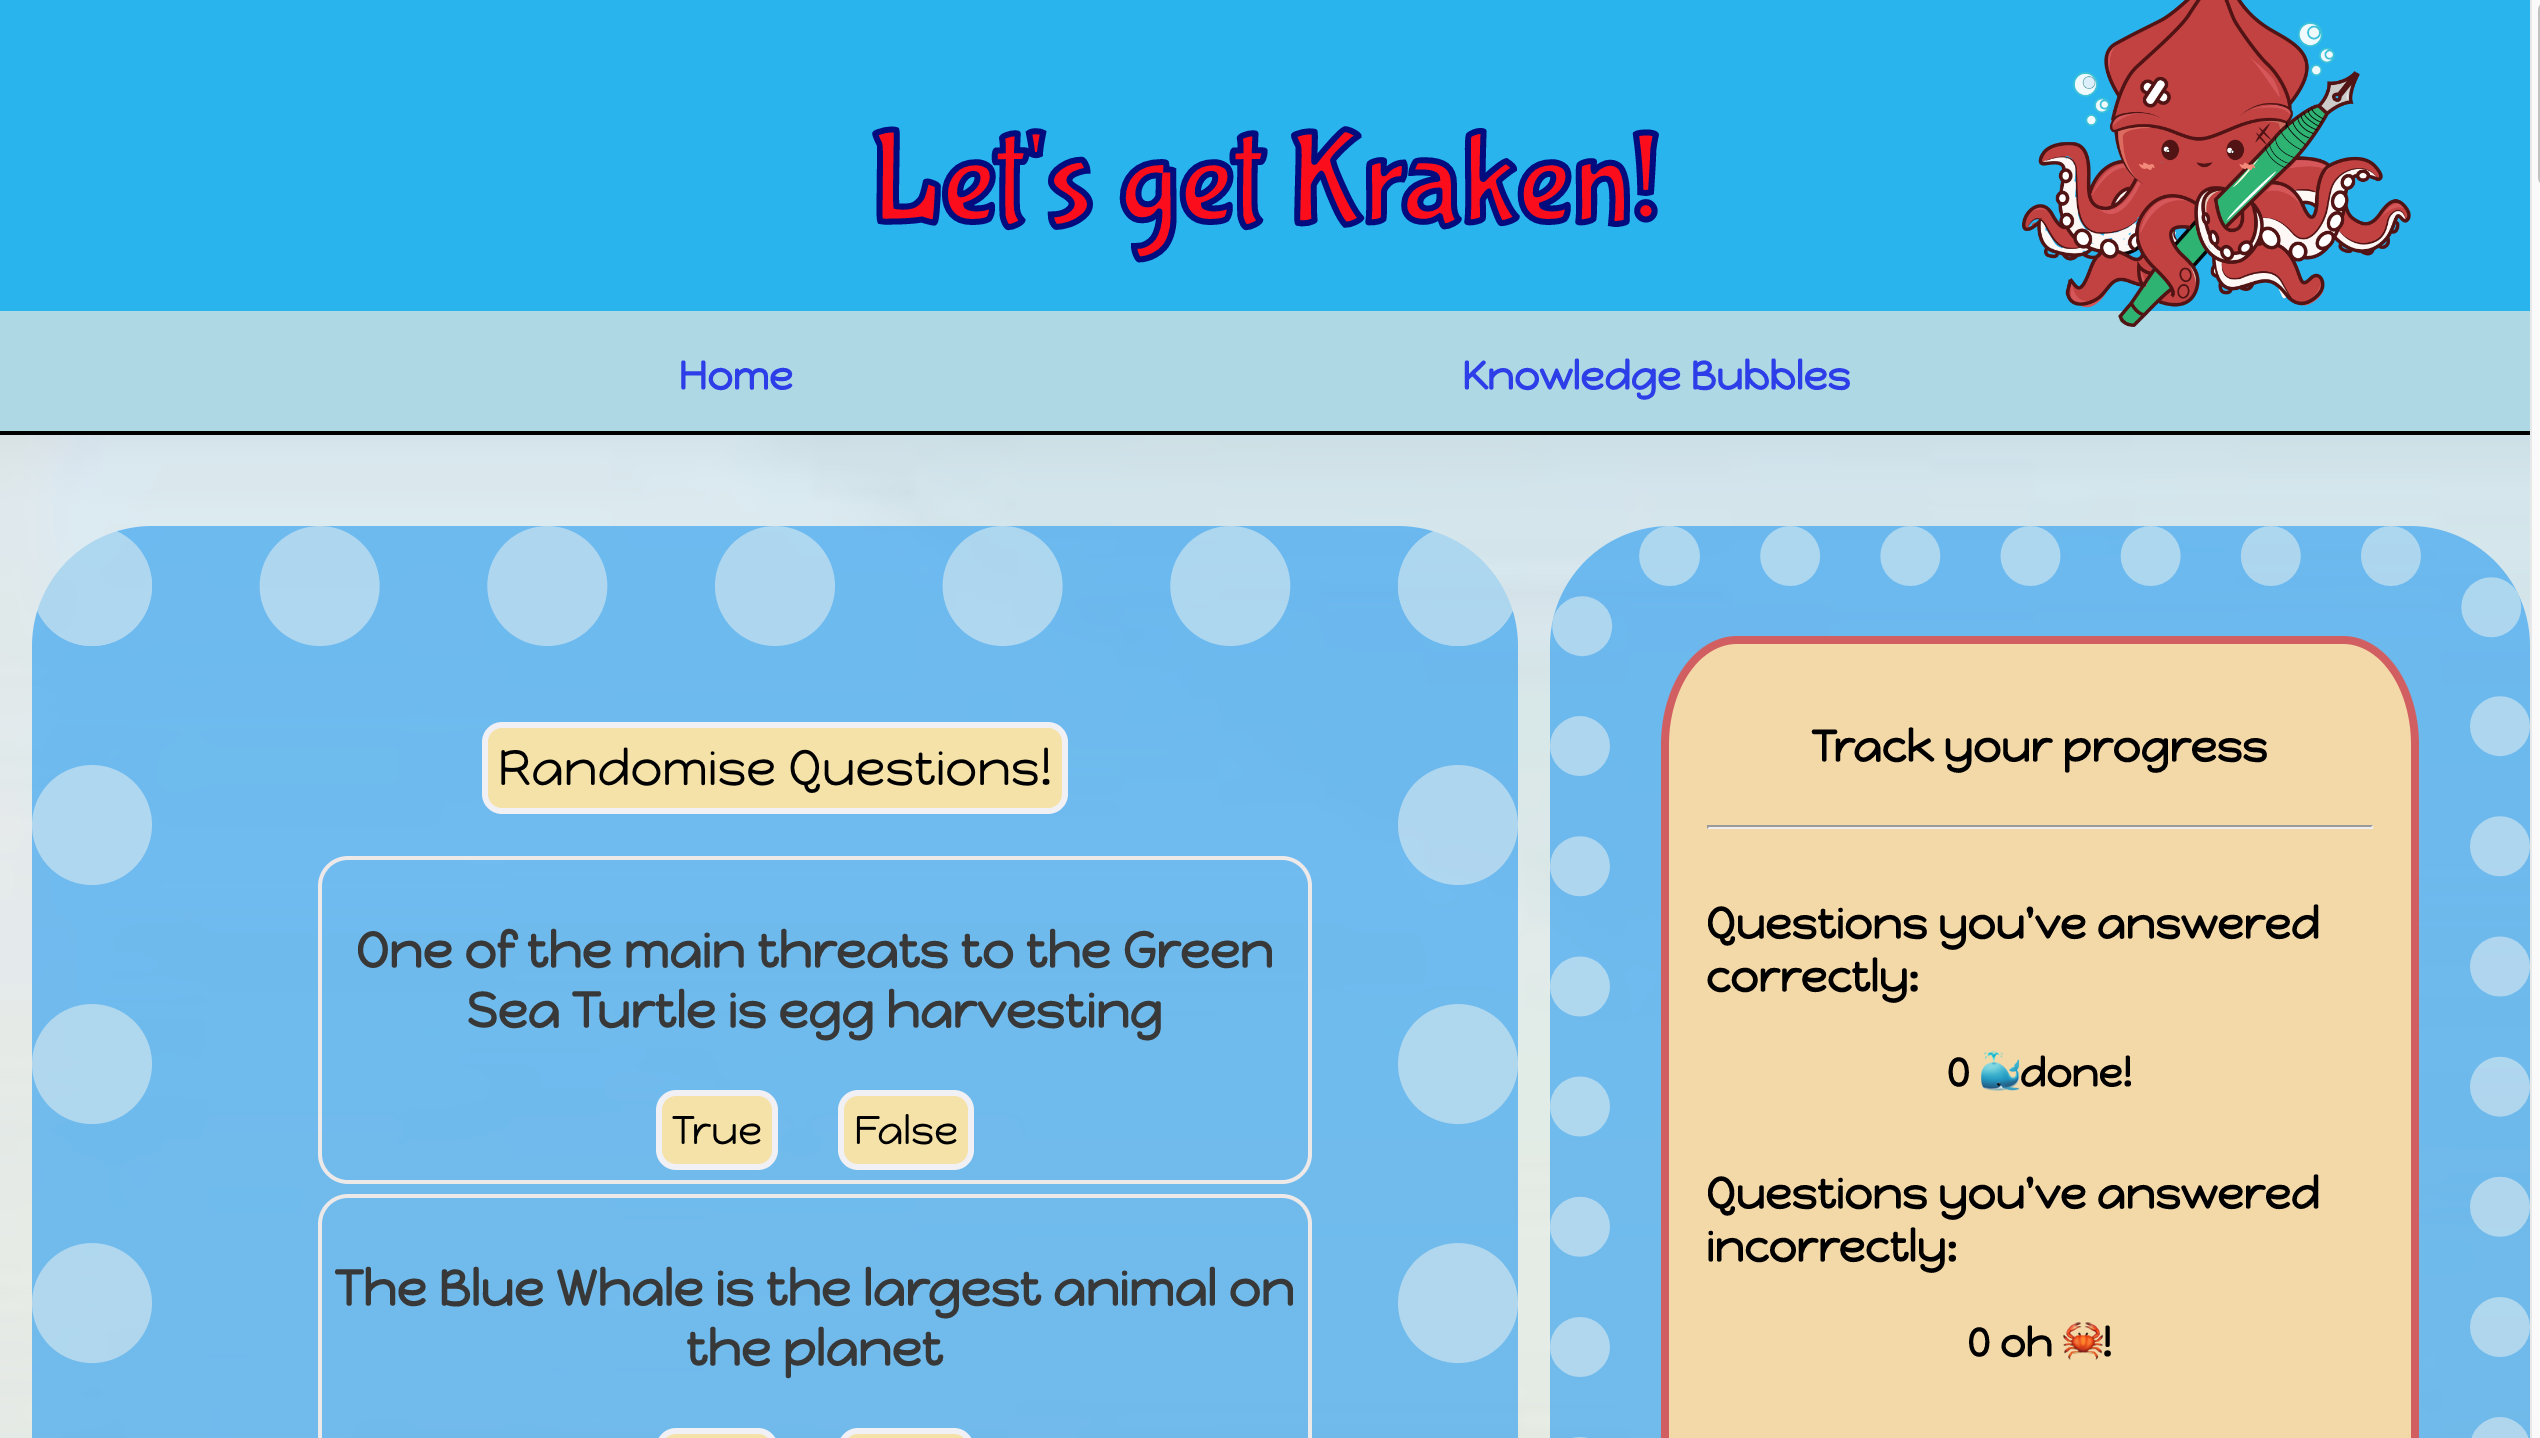 Let's get Kraken!
Home
Knowledge Bubbles
Randomise Questions!
One of the main threats to the Green
Sea Turtle is egg harvesting
True
False
The Blue Whale is the largest animal on
the planet
Track your progress
Questions you've answered
correctly:
0 🐳done!
Questions you've answered
incorrectly:
0 oh 🦀!